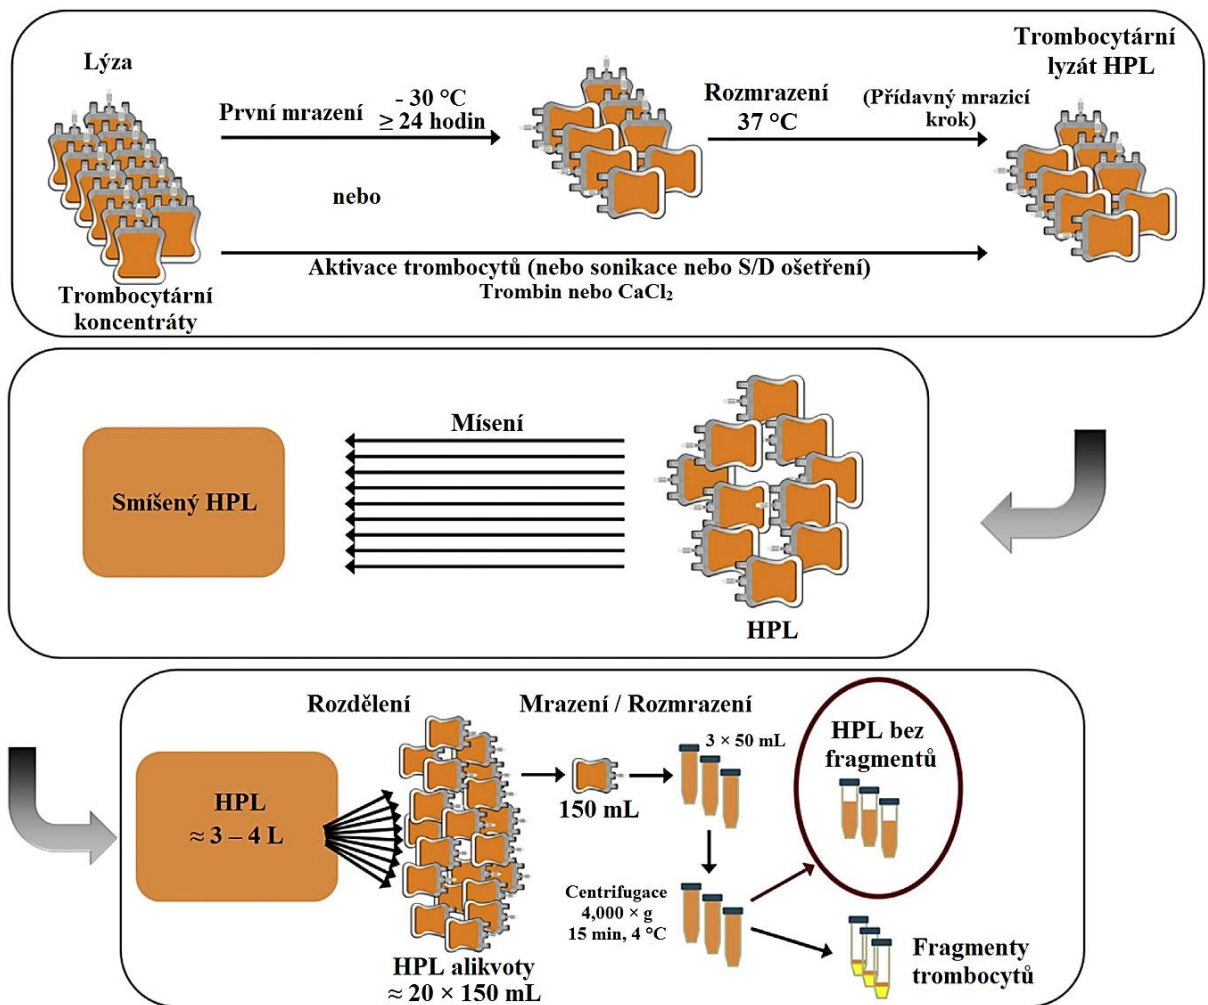 Lýza
První mrazení
- 30 °C
≥ 24 hodin
Rozmrazení
37 °C
(Přídavný mrazicí
krok)
Trombocytární
lyzát HPL
nebo
Aktivace trombocytů (nebo sonikace nebo S/D ošetření)
Trombin nebo CaCl₂
Trombocytární
koncentráty
Smíšený HPL
Mísení
HPL
Rozdělení
Mrazení / Rozmrazení
HPL
≈ 3 – 4 L
150 mL
3 × 50 mL
HPL bez
fragmentů
Centrifugace
4,000 × g
15 min, 4 °C
HPL alikvoty
≈ 20 × 150 mL
Fragmenty
trombocytů